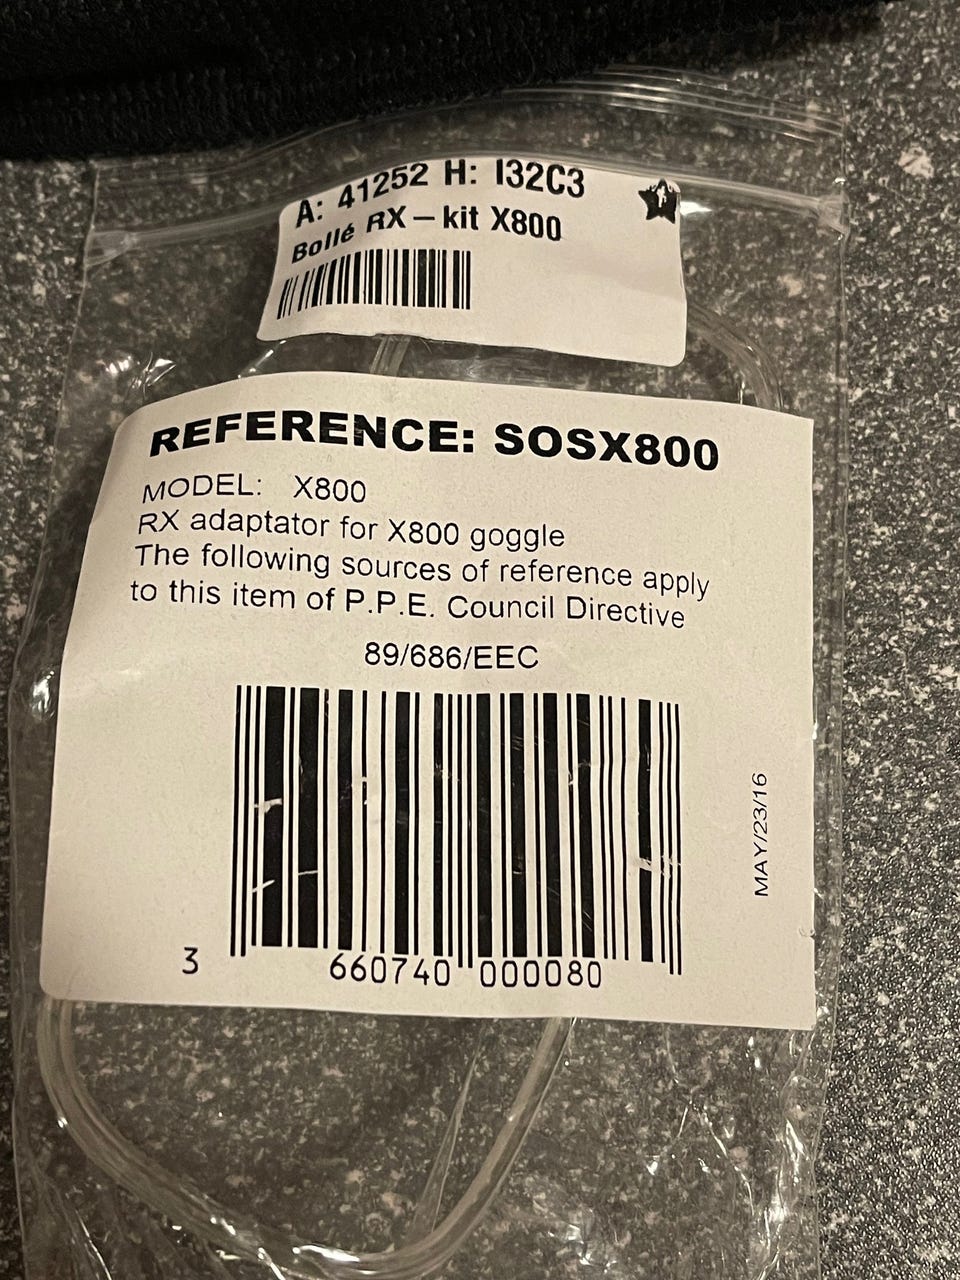 A: 41252 H: I32C3
Bollé RX – kit X800
REFERENCE: SOSX800
MODEL: X800
RX adaptator for X800 goggle
The following sources of reference apply
to this item of P.P.E. Council Directive
89/686/EEC
MAY/23/16
3 660740 000080